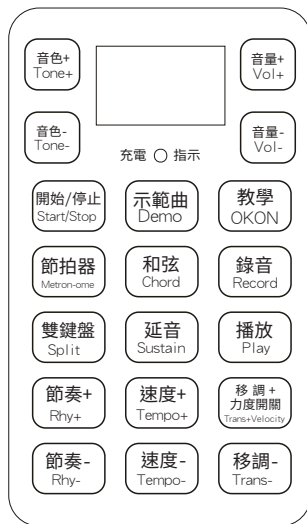 音色+
Tone+
音量+
Vol+
音色-
Tone-
音量-
Vol-
充電 指示
開始/停止
Start/Stop
示範曲
Demo
教學
OKON
節拍器
Metron-ome
和弦
Chord
錄音
Record
雙鍵盤
Split
延音
Sustain
播放
Play
節奏+
Rhy+
速度+
Tempo+
移 調 +
力度開關
Trans+Velocity
節奏-
Rhy-
速度-
Tempo-
移調-
Trans-